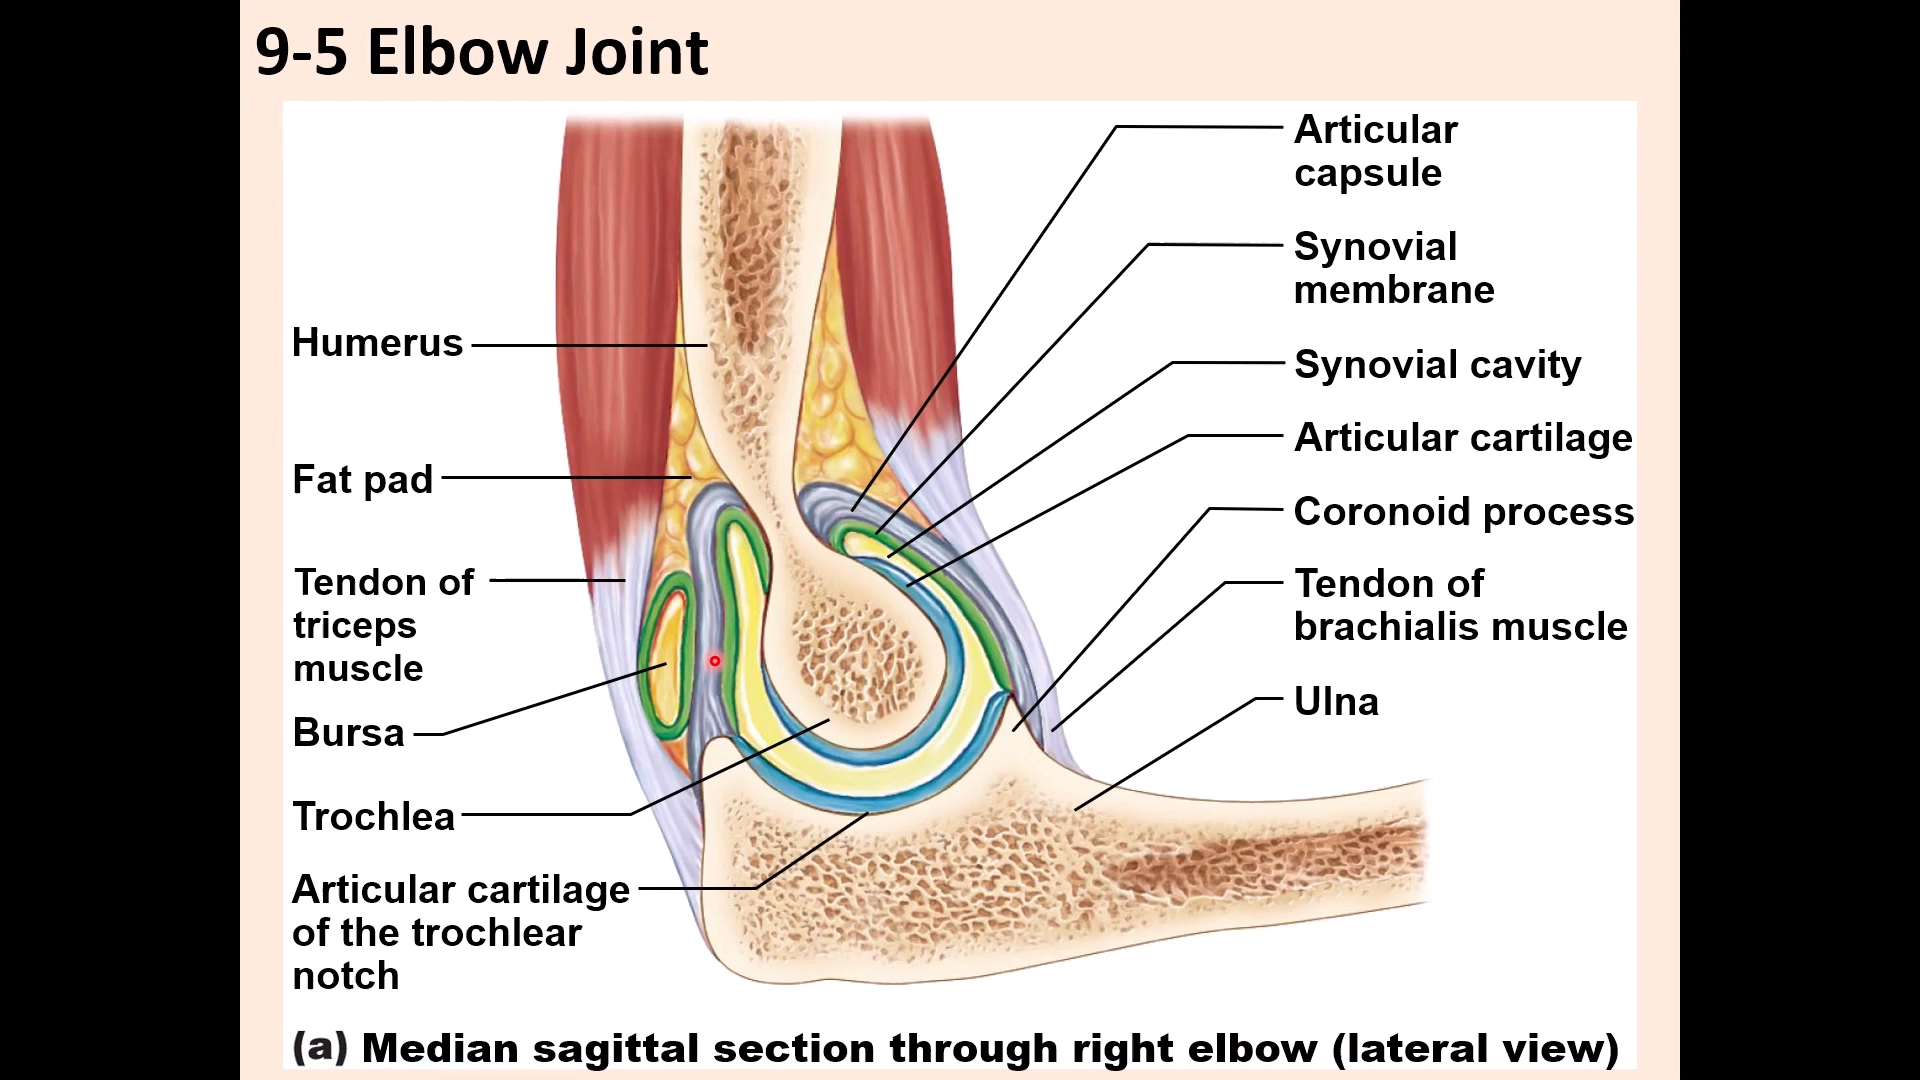 9-5 Elbow Joint
Humerus
Fat pad
Tendon of
triceps
muscle
Bursa
Trochlea
Articular cartilage
of the trochlear
notch
Articular
capsule
Synovial
membrane
Synovial cavity
Articular cartilage
Coronoid process
Tendon of
brachialis muscle
Ulna
(a) Median sagittal section through right elbow (lateral view)